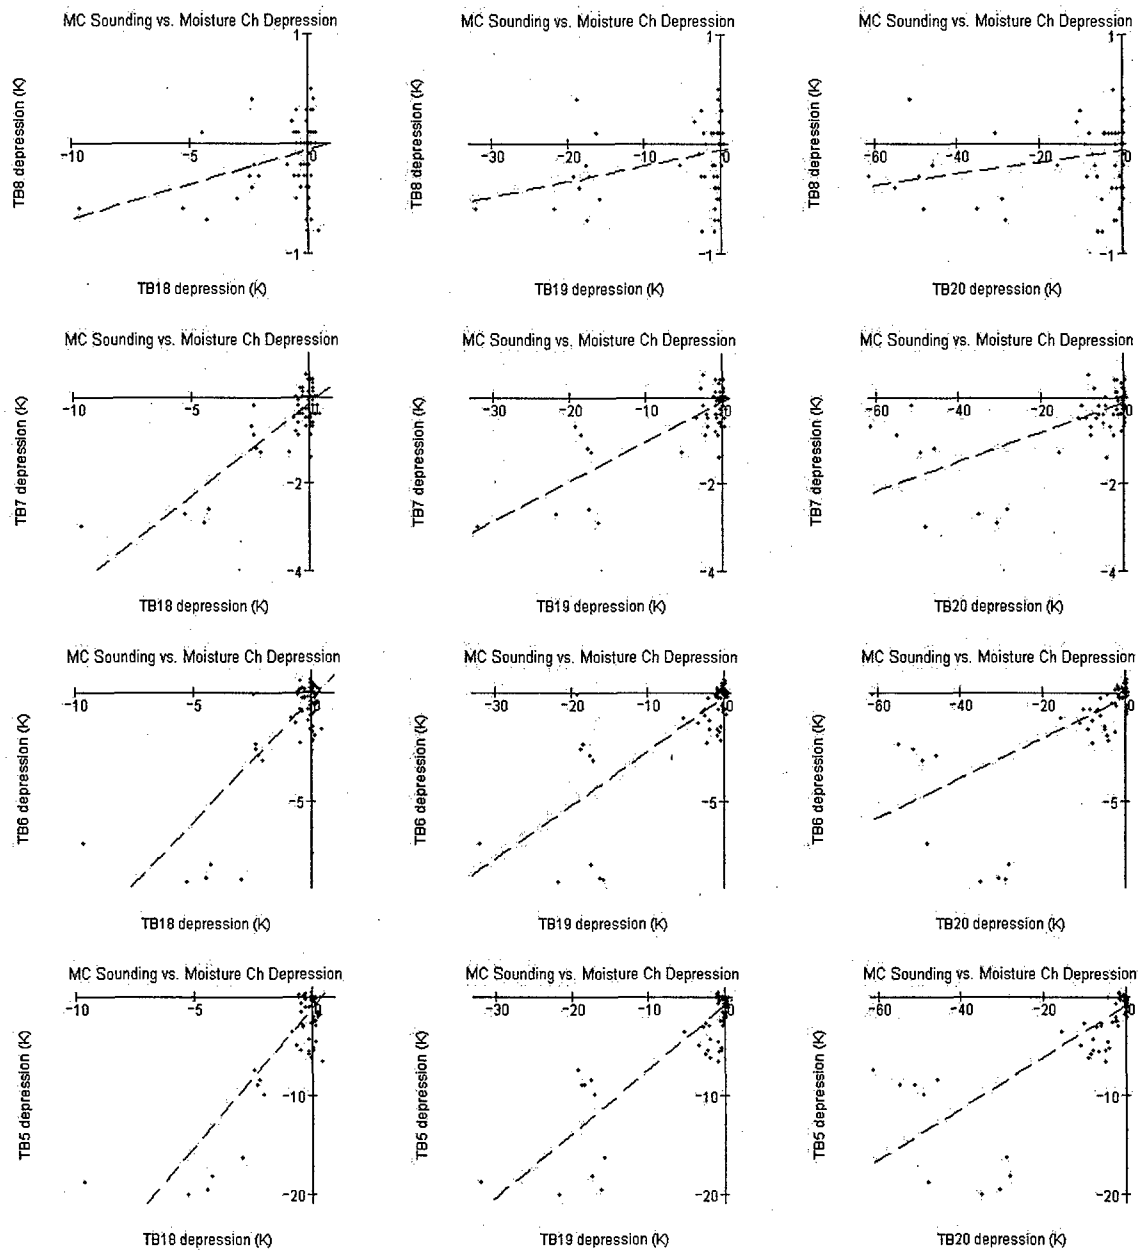 MC Sounding vs. Moisture Ch Depression
MC Sounding vs. Moisture Ch Depression
MC Sounding vs. Moisture Ch Depression
1
1
1
TB8 depression (K)
TB8 depression (K)
TB8 depression (K)
-10
-5
0
-30
-20
-10
0
-60
-40
-20
0
-1
-1
-1
TB18 depression (K)
TB19 depression (K)
TB20 depression (K)
MC Sounding vs. Moisture Ch Depression
MC Sounding vs. Moisture Ch Depression
MC Sounding vs. Moisture Ch Depression
TB7 depression (K)
TB7 depression (K)
TB7 depression (K)
-10
-5
0
-30
-20
-10
0
-60
-40
-20
0
-2
-2
-2
-4
-4
-4
TB18 depression (K)
TB19 depression (K)
TB20 depression (K)
MC Sounding vs. Moisture Ch Depression
MC Sounding vs. Moisture Ch Depression
MC Sounding vs. Moisture Ch Depression
TB6 depression (K)
TB6 depression (K)
TB6 depression (K)
-10
-5
0
-30
-20
-10
0
-60
-40
-20
0
-5
-5
-5
TB18 depression (K)
TB19 depression (K)
TB20 depression (K)
MC Sounding vs. Moisture Ch Depression
MC Sounding vs. Moisture Ch Depression
MC Sounding vs. Moisture Ch Depression
TB5 depression (K)
TB5 depression (K)
TB5 depression (K)
-10
-5
0
-30
-20
-10
0
-60
-40
-20
0
-10
-10
-10
-20
-20
-20
TB18 depression (K)
TB19 depression (K)
TB20 depression (K)